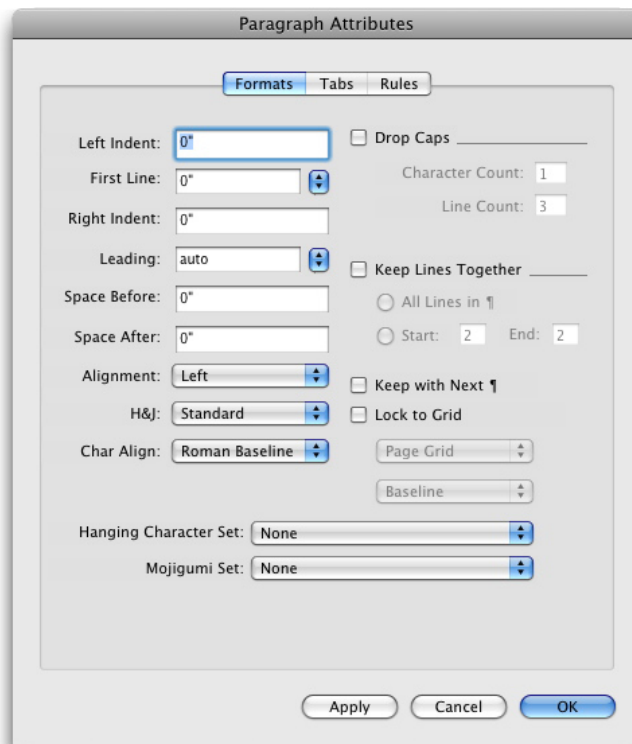 Paragraph Attributes
Formats Tabs Rules
Left Indent: 0"
First Line: 0"
Right Indent: 0"
Leading: auto
Space Before: 0"
Space After: 0"
Alignment: Left
H&J: Standard
Char Align: Roman Baseline
Drop Caps
Character Count: 1
Line Count: 3
Keep Lines Together
All Lines in ¶
Start: 2 End: 2
Keep with Next ¶
Lock to Grid
Page Grid
Baseline
Hanging Character Set: None
Mojigumi Set: None
Apply Cancel OK